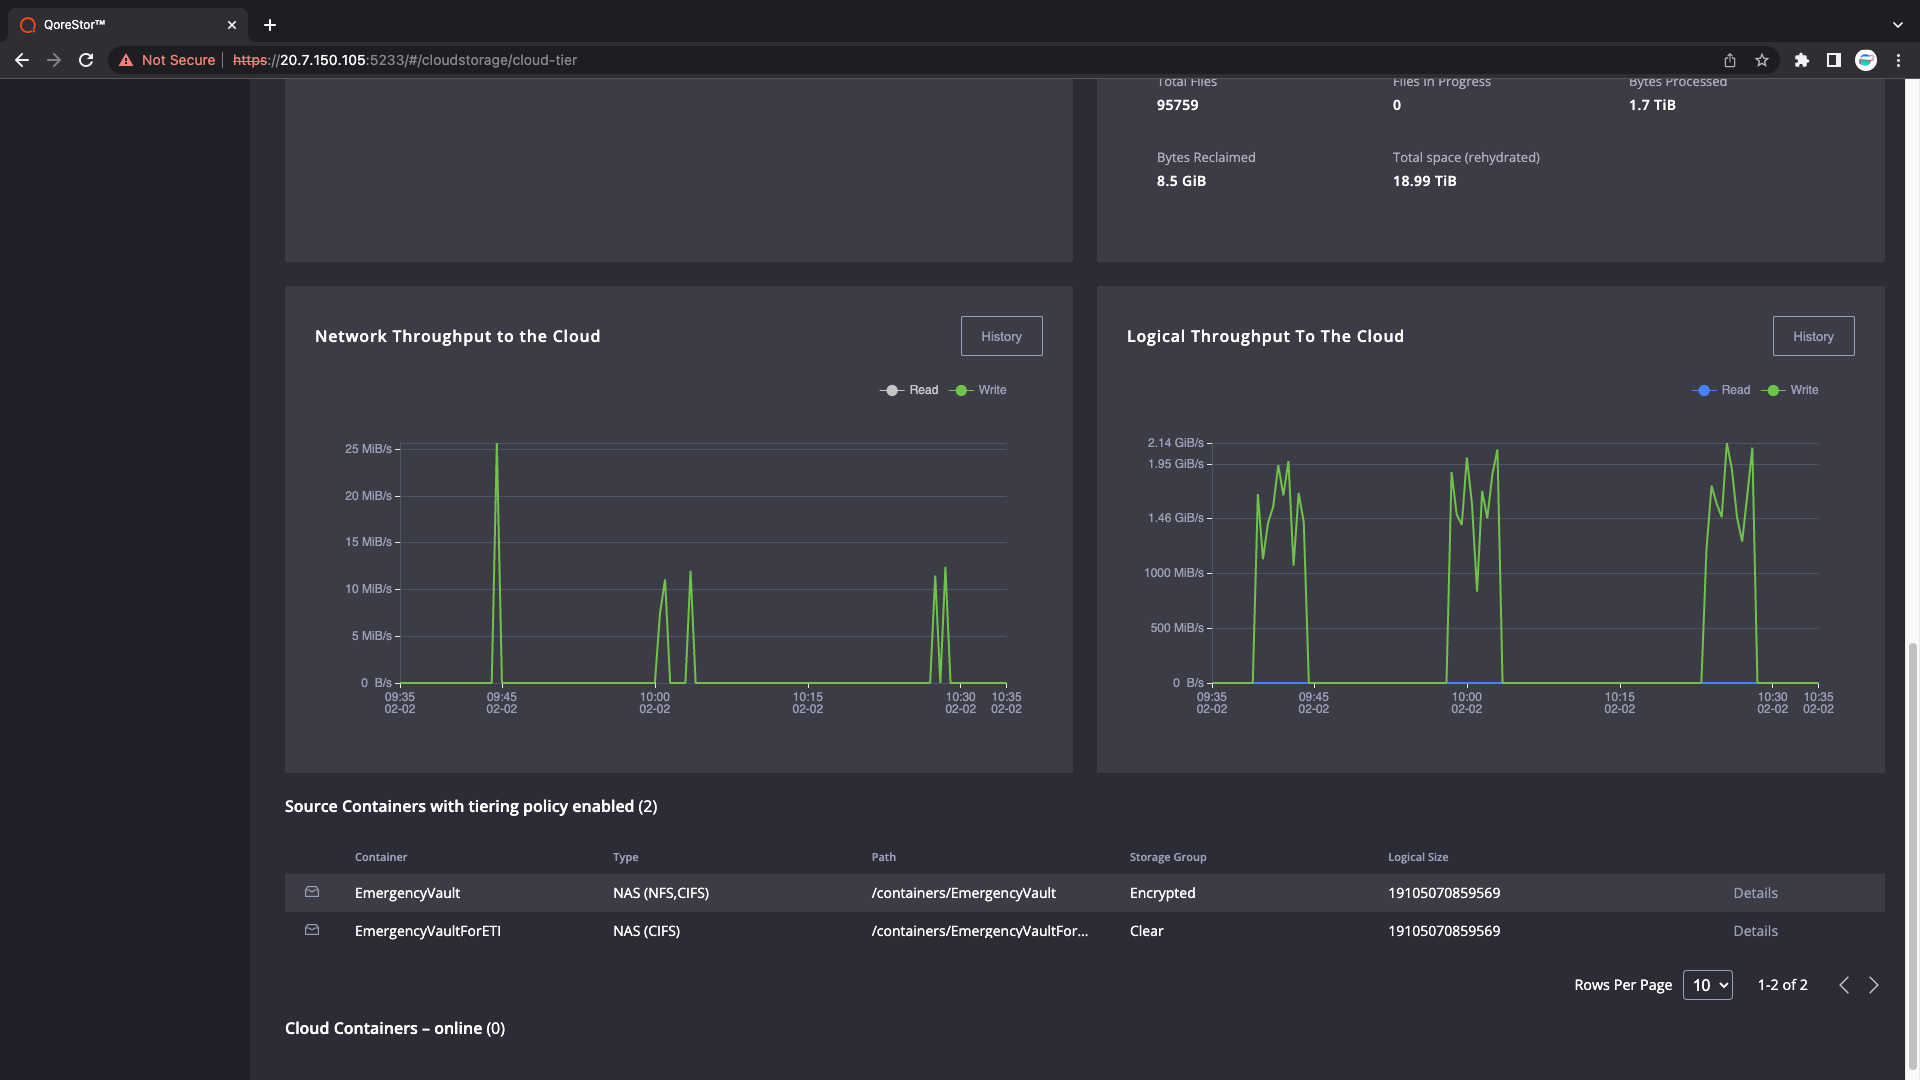 QoreStor™
Not Secure https://20.7.150.105:5233/#/cloudstorage/cloud-tier
Total Files Files In Progress Bytes Processed
95759 0 1.7 TiB
Bytes Reclaimed Total space (rehydrated)
8.5 GiB 18.99 TiB
Network Throughput to the Cloud
History
Read Write
25 MiB/s
20 MiB/s
15 MiB/s
10 MiB/s
5 MiB/s
0 B/s
09:35 09:45 10:00 10:15 10:30 10:35
02-02 02-02 02-02 02-02 02-02 02-02
Logical Throughput To The Cloud
History
Read Write
2.14 GiB/s
1.95 GiB/s
1.46 GiB/s
1000 MiB/s
500 MiB/s
0 B/s
09:35 09:45 10:00 10:15 10:30 10:35
02-02 02-02 02-02 02-02 02-02 02-02
Source Containers with tiering policy enabled (2)
Container Type Path Storage Group Logical Size
EmergencyVault NAS (NFS,CIFS) /containers/EmergencyVault Encrypted 19105070859569 Details
EmergencyVaultForETI NAS (CIFS) /containers/EmergencyVaultFor... Clear 19105070859569 Details
Rows Per Page 10 1-2 of 2
Cloud Containers – online (0)